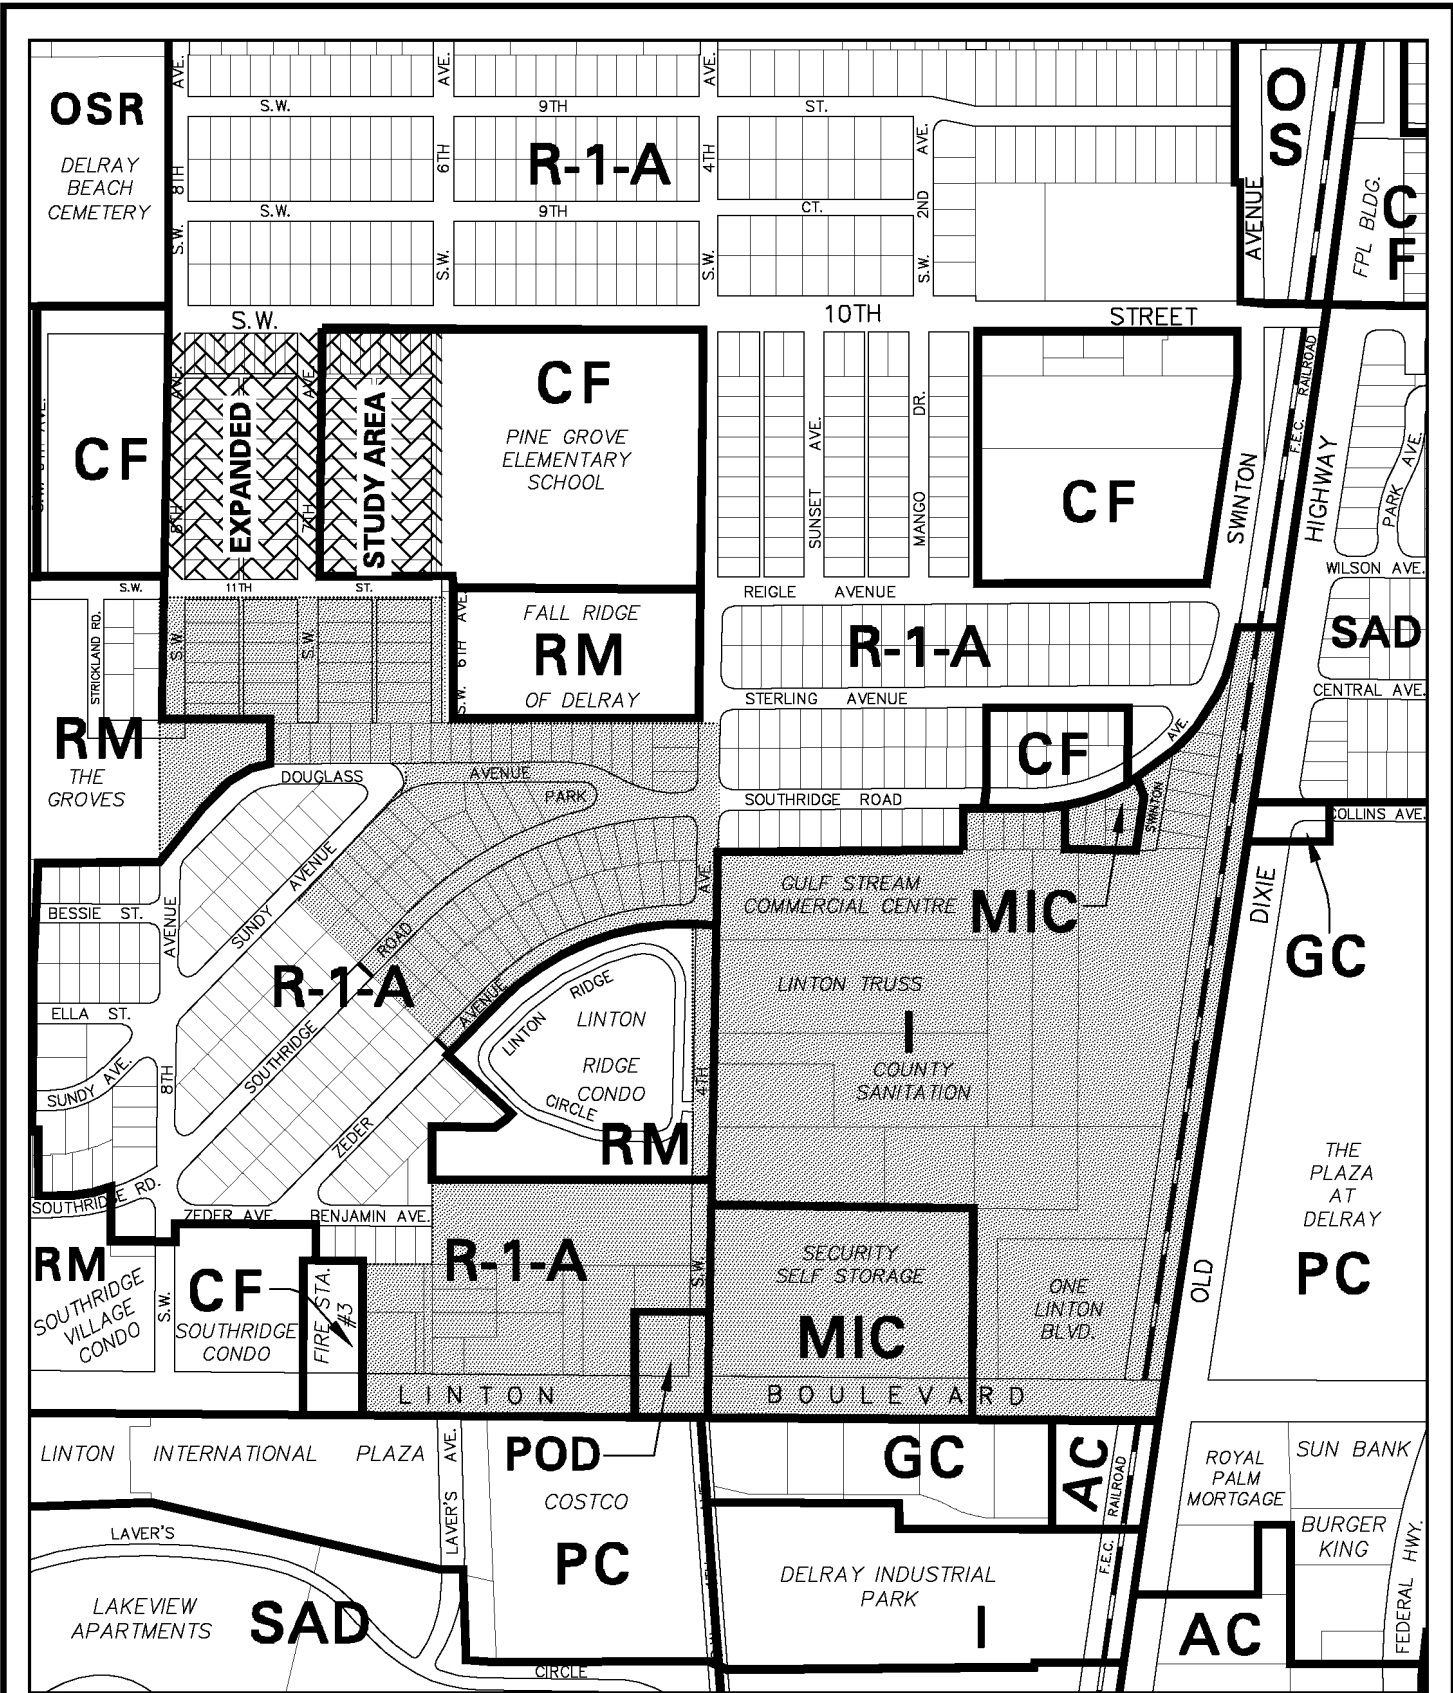 AVE.
AVE.
AVE.
S.W.
9TH
ST.
OSR
DELRAY
BEACH
CEMETERY
8TH
6TH
R-1-A
4TH
AVE.
2ND
S.W.
O
S
AVENUE
FPL BLDG.
C
F
S.W.
9TH
CT.
S.W.
S.W.
S.W.
S.W.
10TH
STREET
CF
AVE.
8TH
EXPANDED
AVE.
7TH
STUDY AREA
CF
PINE GROVE
ELEMENTARY
SCHOOL
SUNSET AVE.
MANGO DR.
CF
SWINTON
F.E.C. RAILROAD
HIGHWAY
PARK AVE.
WILSON AVE.
S.W.
11TH
ST.
REIGLE AVENUE
STRICKLAND RD.
S.W.
S.W.
S.W. 6TH AVE.
FALL RIDGE
RM
OF DELRAY
R-1-A
SAD
CENTRAL AVE.
STERLING AVENUE
RM
THE
GROVES
CF
AVE.
DOUGLASS
AVENUE
PARK
SOUTHRIDGE ROAD
SWINTON
COLLINS AVE.
BESSIE ST.
AVENUE
SUNDY AVENUE
AVE.
GULF STREAM
COMMERCIAL CENTRE
MIC
DIXIE
GC
ROAD
R-1-A
SOUTHRIDGE
AVENUE
LINTON RIDGE
LINTON
RIDGE
CONDO
CIRCLE
4TH
LINTON TRUSS
I
COUNTY
SANITATION
ELLA ST.
SUNDY AVE.
8TH
ZEDER
RM
THE
PLAZA
AT
DELRAY
PC
SOUTHRIDGE RD.
ZEDER AVE.
BENJAMIN AVE.
RM
SOUTHRIDGE
VILLAGE
CONDO
S.W.
CF
SOUTHRIDGE
CONDO
FIRE STA.
#3
R-1-A
S.W.
SECURITY
SELF STORAGE
MIC
ONE
LINTON
BLVD.
OLD
LINTON
BOULEVARD
LINTON INTERNATIONAL PLAZA
LAVER'S AVE.
POD
COSTCO
PC
GC
AC
F.E.C. RAILROAD
ROYAL
PALM
MORTGAGE
SUN BANK
BURGER
KING
FEDERAL HWY.
LAVER'S
LAKEVIEW
APARTMENTS
SAD
CIRCLE
DELRAY INDUSTRIAL
PARK
I
AC